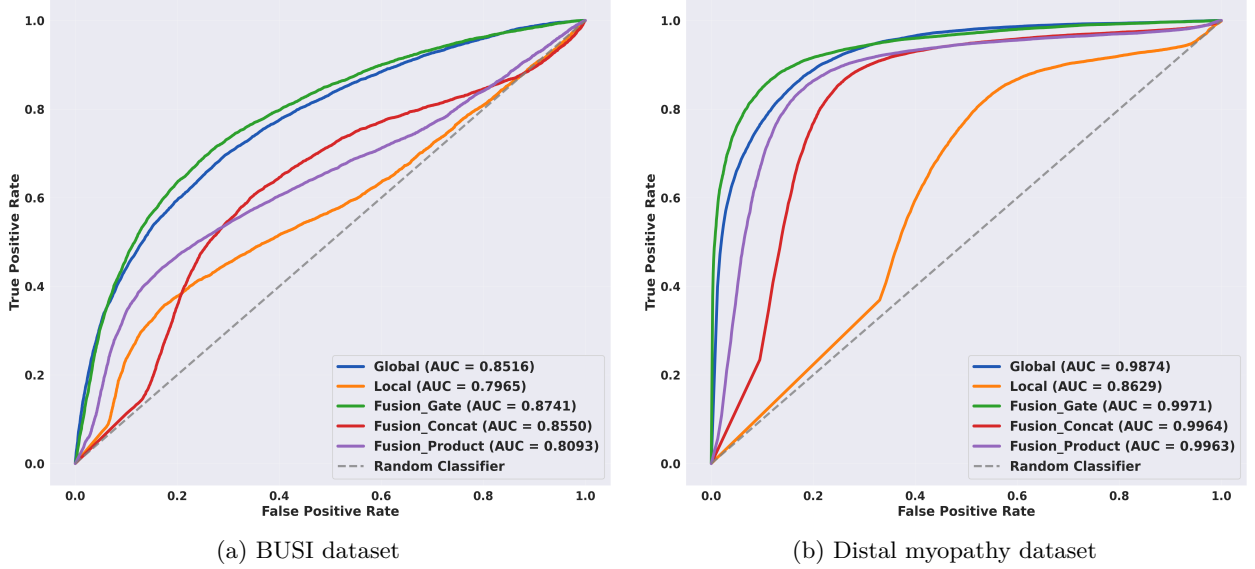 1.0
0.8
0.6
0.4
0.2
0.0
True Positive Rate
0.0 0.2 0.4 0.6 0.8 1.0
False Positive Rate
Global (AUC = 0.8516)
Local (AUC = 0.7965)
Fusion_Gate (AUC = 0.8741)
Fusion_Concat (AUC = 0.8550)
Fusion_Product (AUC = 0.8093)
Random Classifier
(a) BUSI dataset
1.0
0.8
0.6
0.4
0.2
0.0
True Positive Rate
0.0 0.2 0.4 0.6 0.8 1.0
False Positive Rate
Global (AUC = 0.9874)
Local (AUC = 0.8629)
Fusion_Gate (AUC = 0.9971)
Fusion_Concat (AUC = 0.9964)
Fusion_Product (AUC = 0.9963)
Random Classifier
(b) Distal myopathy dataset